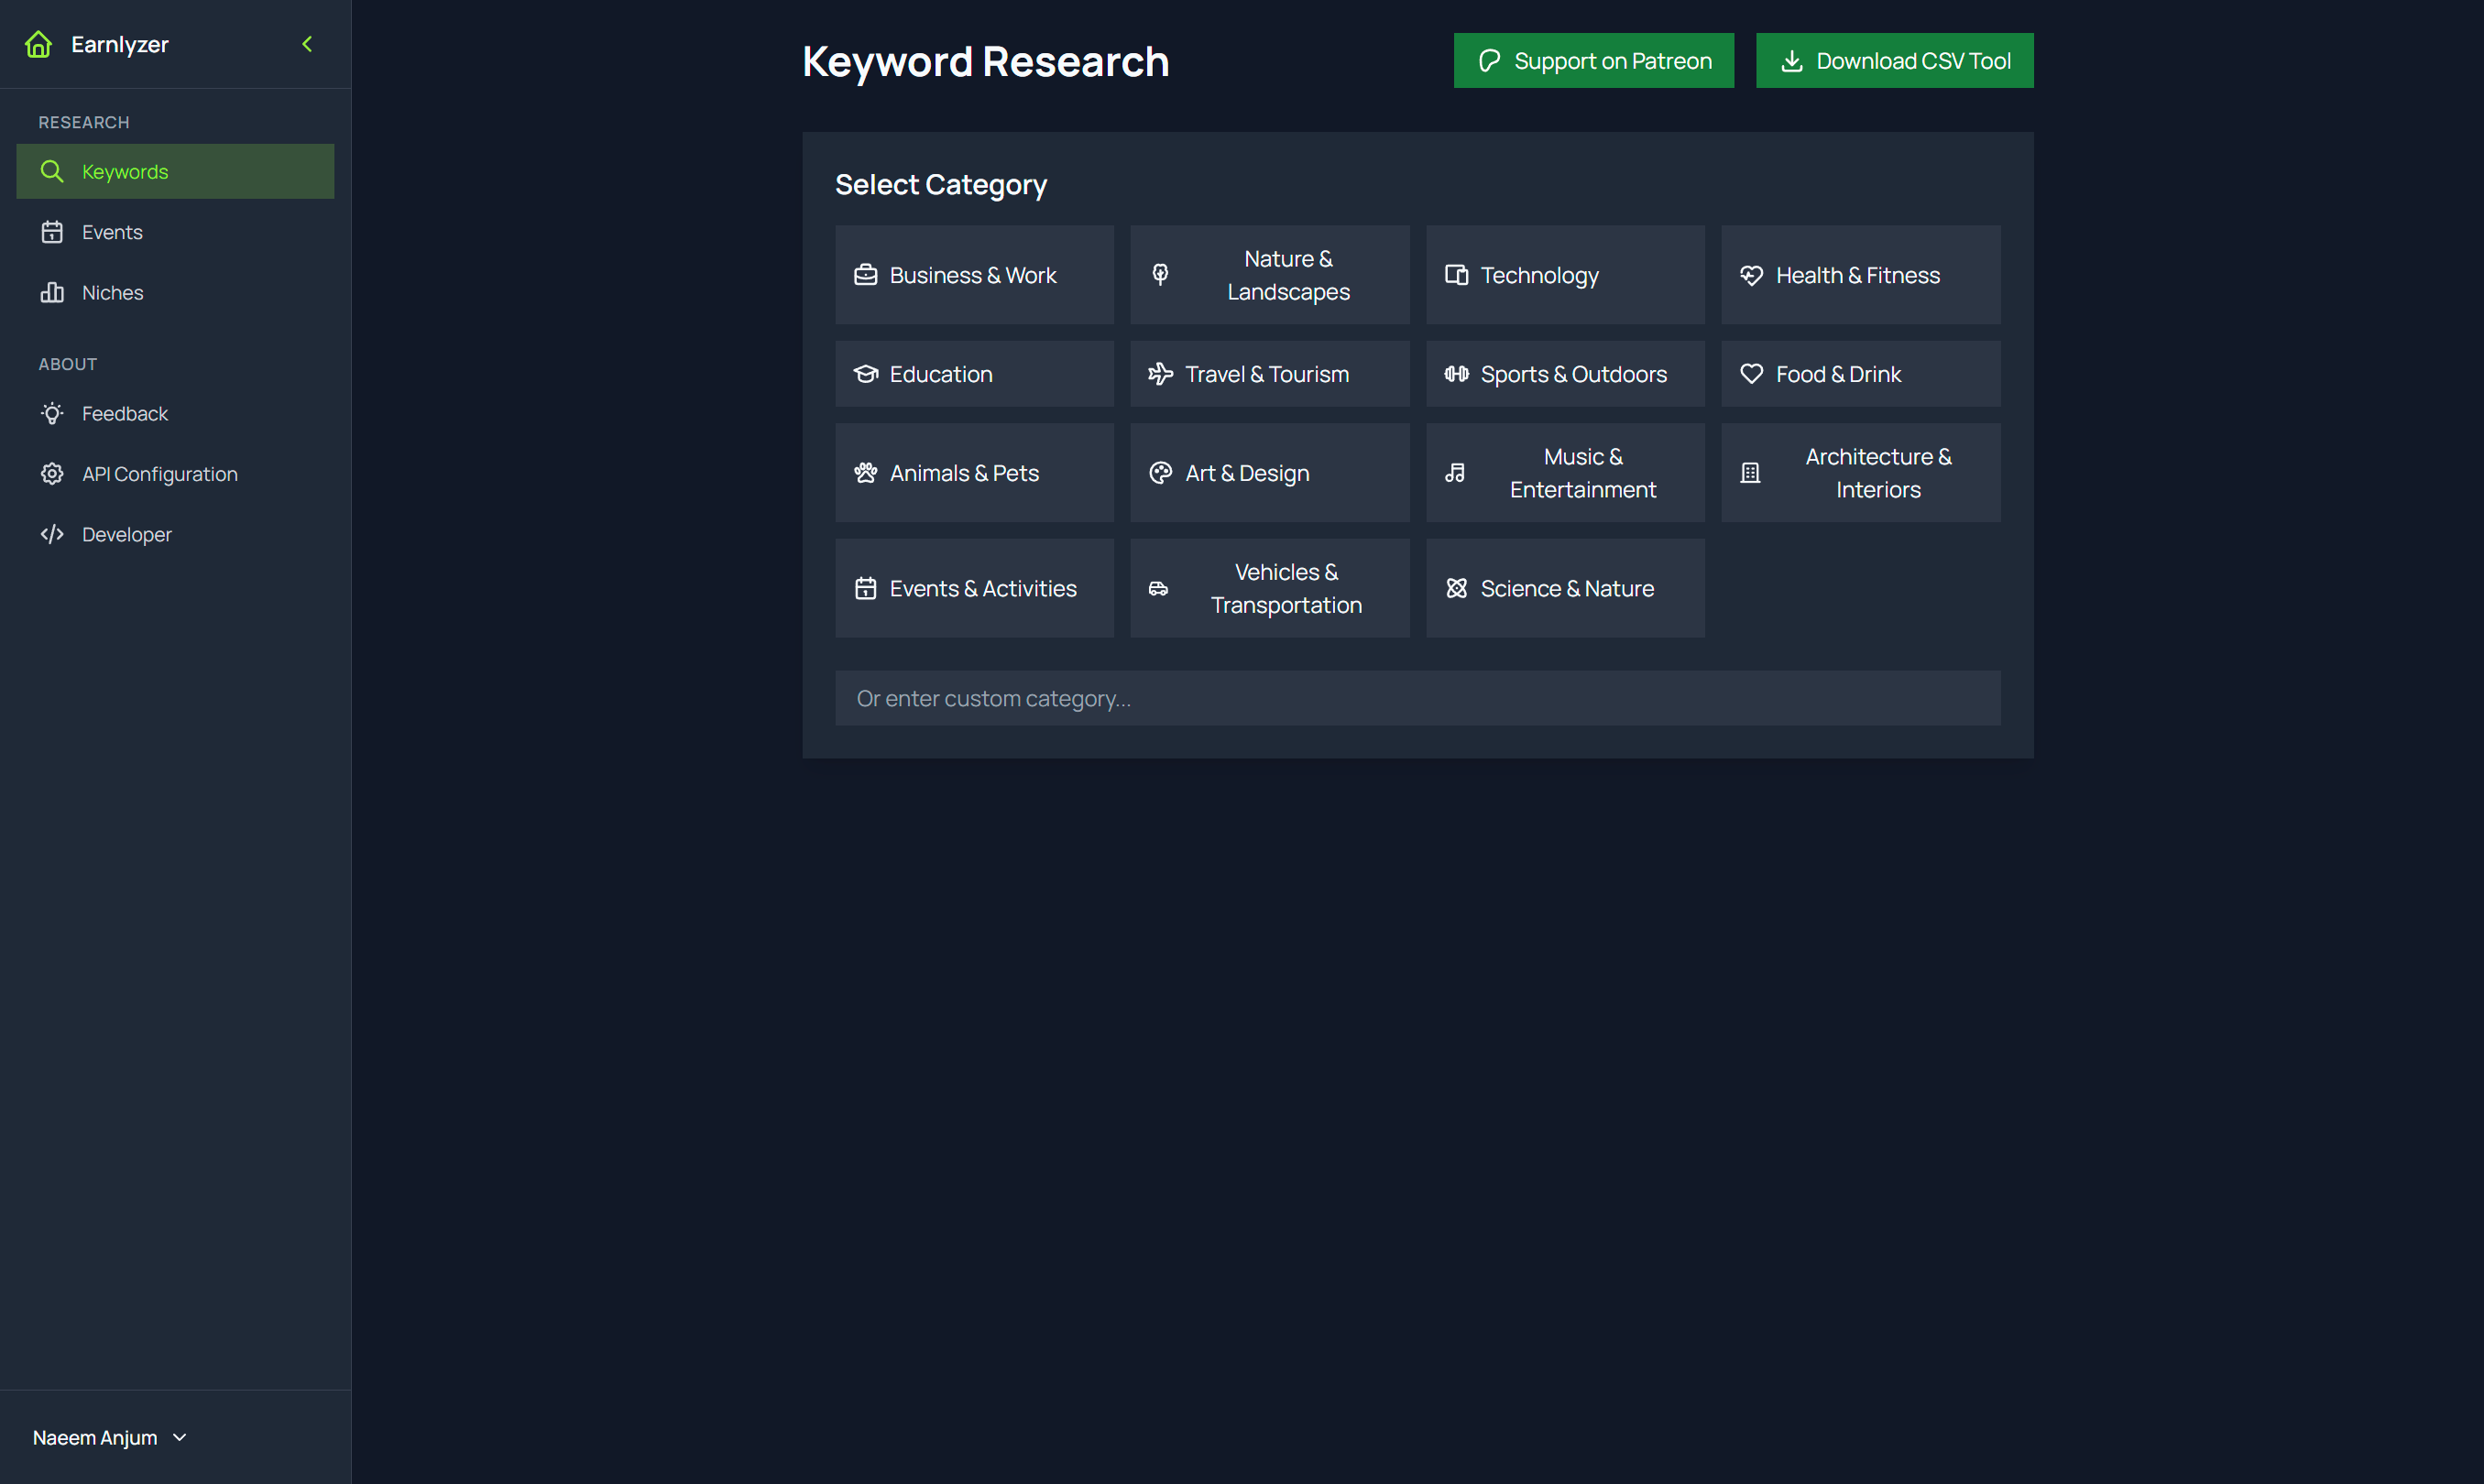 Earnlyzer
RESEARCH
Keywords
Events
Niches
ABOUT
Feedback
API Configuration
Developer
Naeem Anjum
Keyword Research
Support on Patreon
Download CSV Tool
Select Category
Business & Work
Nature &
Landscapes
Technology
Health & Fitness
Education
Travel & Tourism
Sports & Outdoors
Food & Drink
Animals & Pets
Art & Design
Music &
Entertainment
Architecture &
Interiors
Events & Activities
Vehicles &
Transportation
Science & Nature
Or enter custom category...